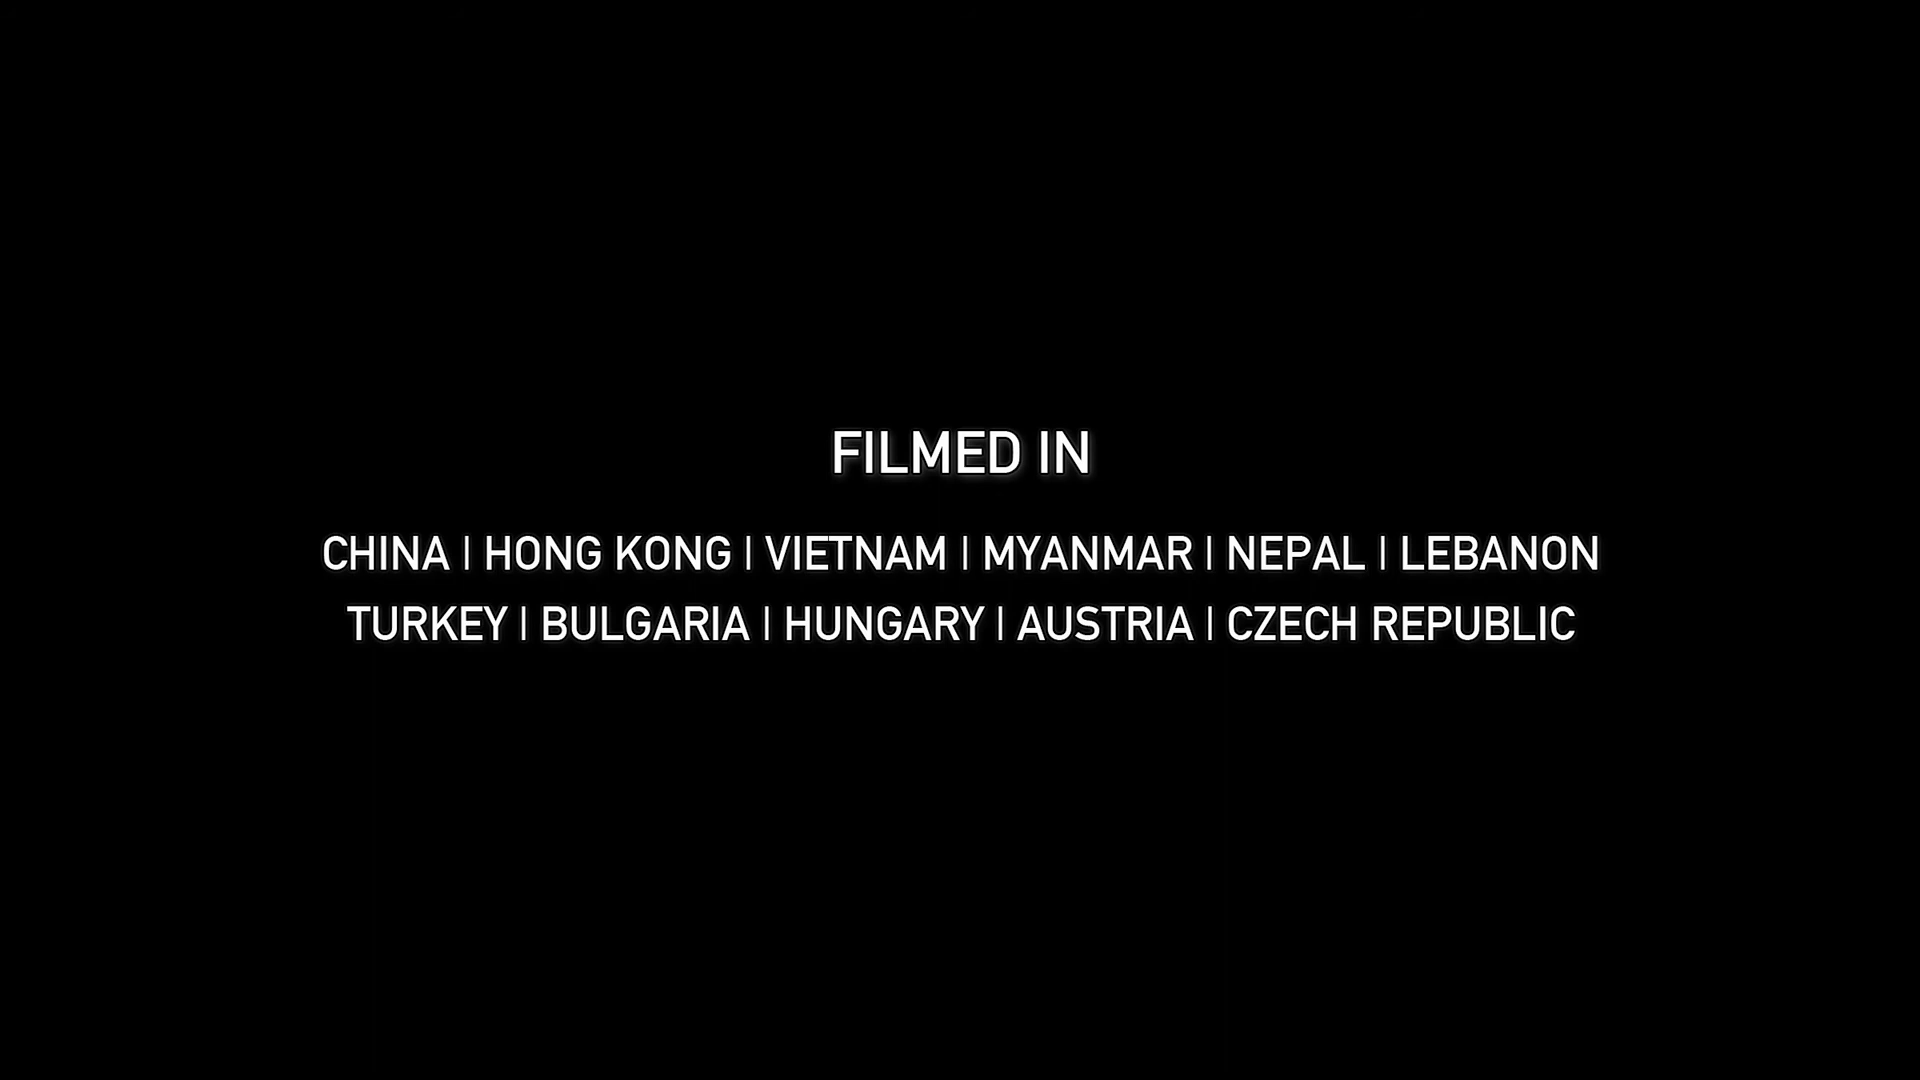 FILMED IN
CHINA | HONG KONG | VIETNAM | MYANMAR | NEPAL | LEBANON
TURKEY | BULGARIA | HUNGARY | AUSTRIA | CZECH REPUBLIC